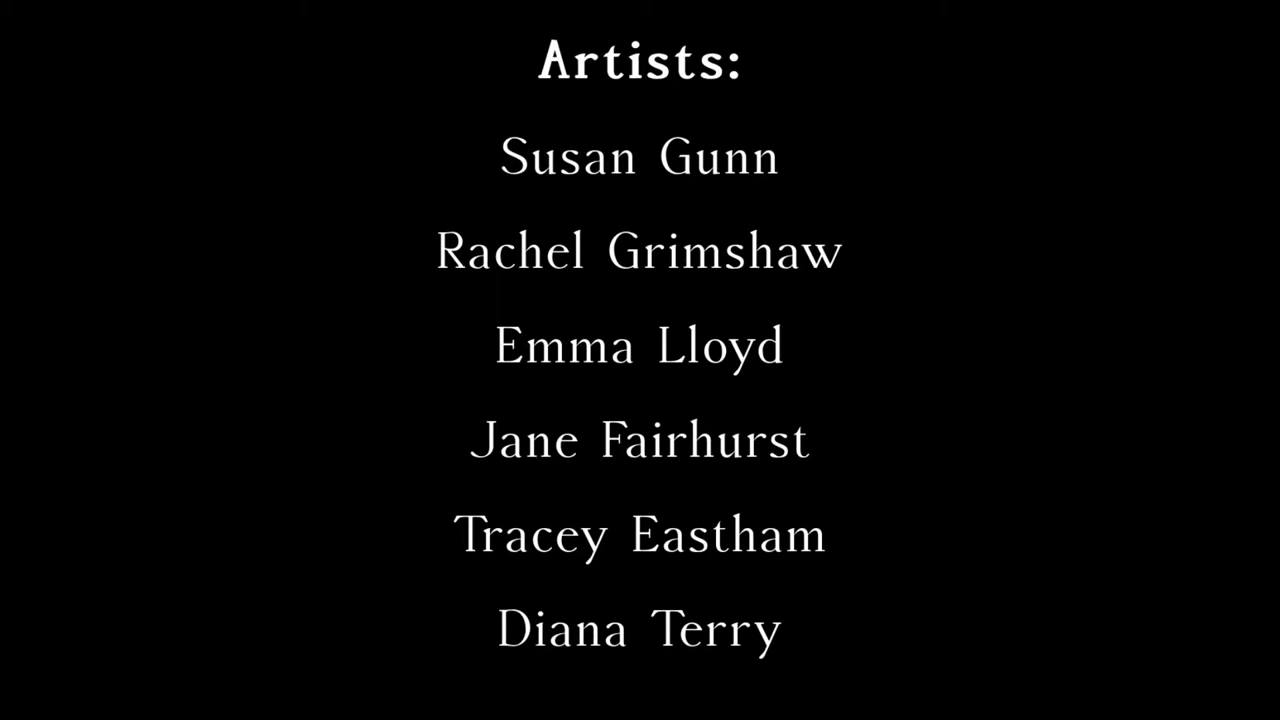 Artists:
Susan Gunn
Rachel Grimshaw
Emma Lloyd
Jane Fairhurst
Tracey Eastham
Diana Terry